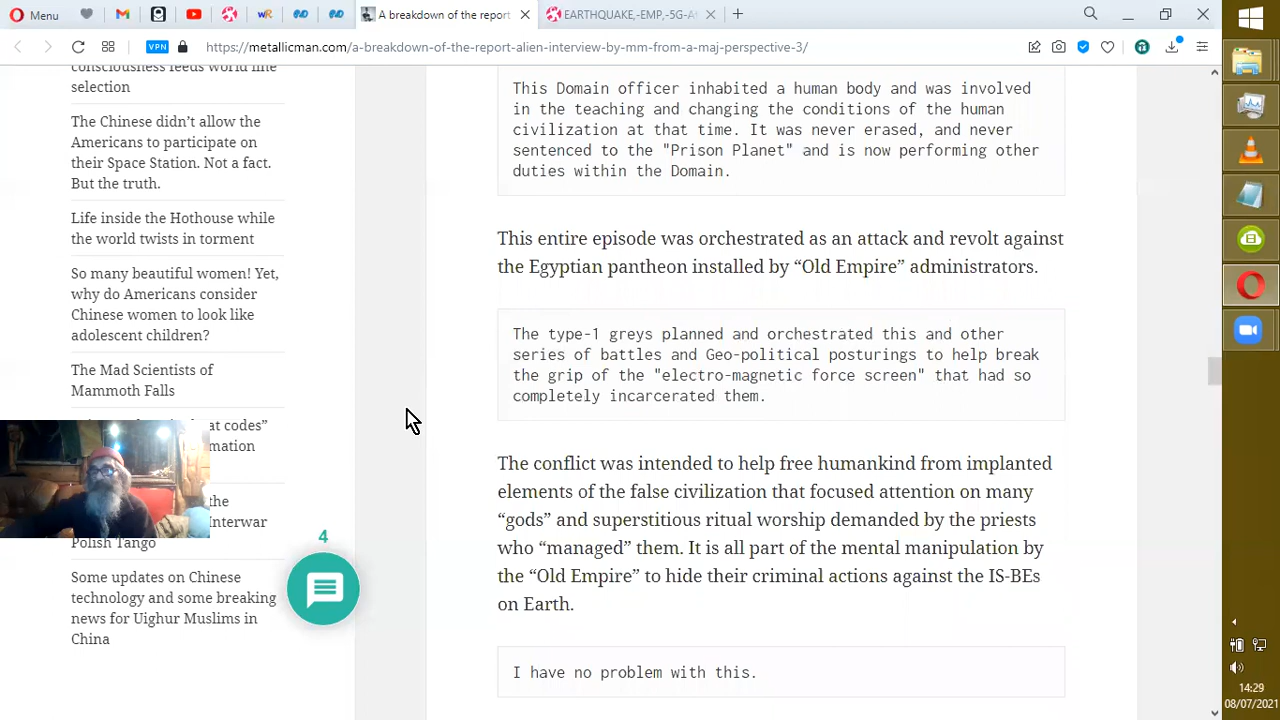 Menu
A breakdown of the report
EARTHQUAKE,-EMP,-5G-A
VPN
https://metallicman.com/a-breakdown-of-the-report-alien-interview-by-mm-from-a-maj-perspective-3/
consciousness feeds world line
selection
The Chinese didn’t allow the
Americans to participate on
their Space Station. Not a fact.
But the truth.
Life inside the Hothouse while
the world twists in torment
So many beautiful women! Yet,
why do Americans consider
Chinese women to look like
adolescent children?
The Mad Scientists of
Mammoth Falls
at codes”
mation
the
Interwar
Polish Tango
Some updates on Chinese
technology and some breaking
news for Uighur Muslims in
China
4
This Domain officer inhabited a human body and was involved
in the teaching and changing the conditions of the human
civilization at that time. It was never erased, and never
sentenced to the "Prison Planet" and is now performing other
duties within the Domain.
This entire episode was orchestrated as an attack and revolt against
the Egyptian pantheon installed by “Old Empire” administrators.
The type-1 greys planned and orchestrated this and other
series of battles and Geo-political posturings to help break
the grip of the "electro-magnetic force screen" that had so
completely incarcerated them.
The conflict was intended to help free humankind from implanted
elements of the false civilization that focused attention on many
“gods” and superstitious ritual worship demanded by the priests
who “managed” them. It is all part of the mental manipulation by
the “Old Empire” to hide their criminal actions against the IS-BEs
on Earth.
I have no problem with this.
14:29
08/07/2021